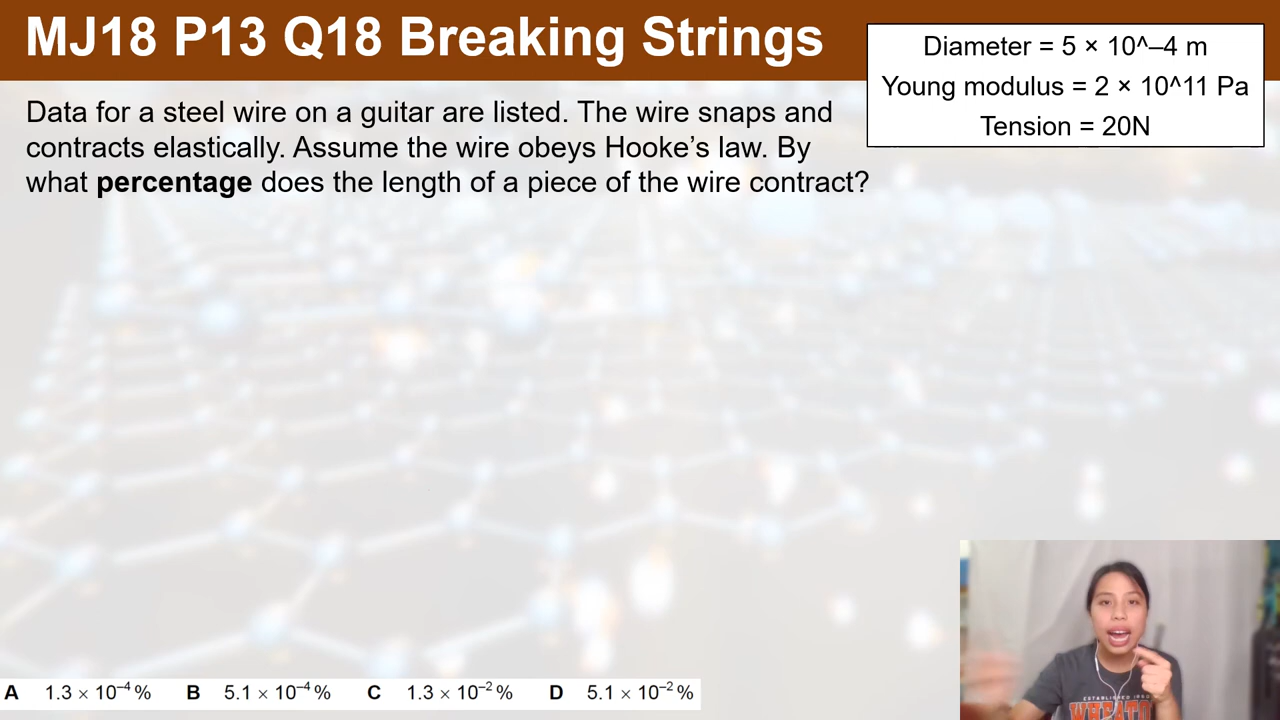 MJ18 P13 Q18 Breaking Strings
Diameter = 5 × 10^–4 m
Young modulus = 2 × 10^11 Pa
Tension = 20N
Data for a steel wire on a guitar are listed. The wire snaps and
contracts elastically. Assume the wire obeys Hooke’s law. By
what percentage does the length of a piece of the wire contract?
A 1.3 × 10⁻⁴ % B 5.1 × 10⁻⁴ % C 1.3 × 10⁻² % D 5.1 × 10⁻² %